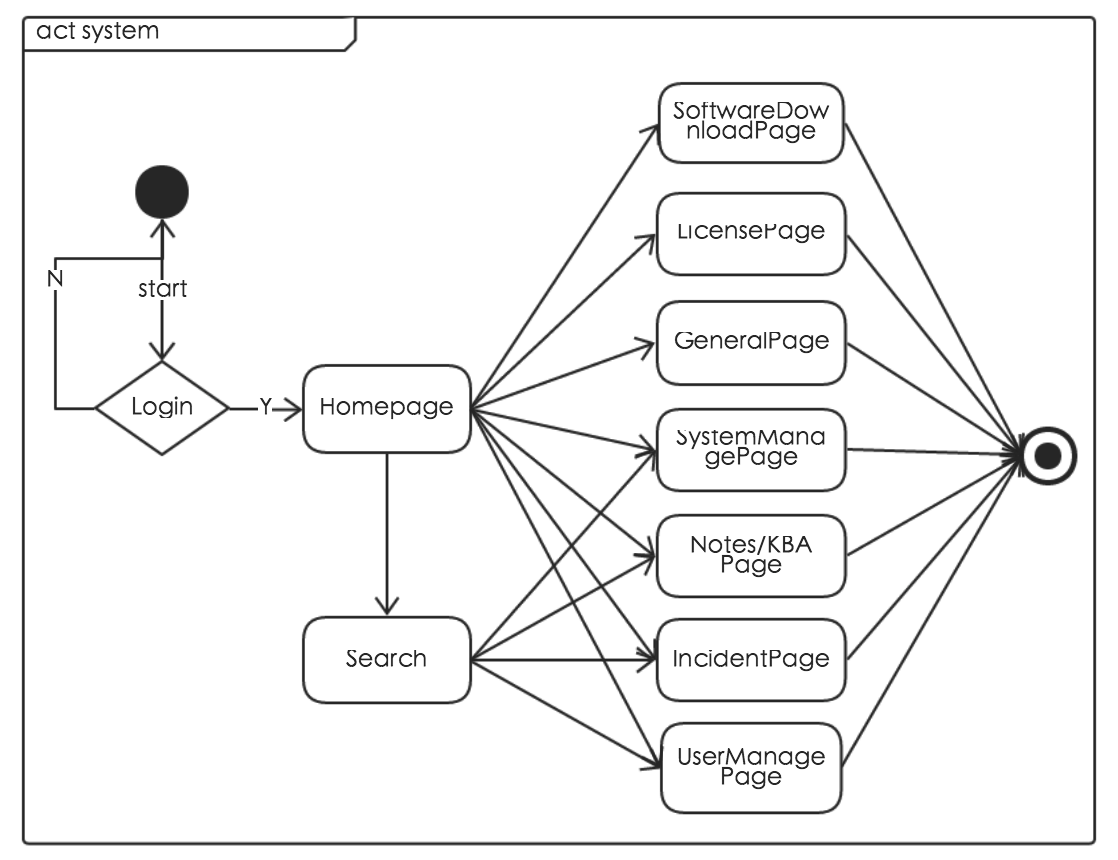 act system
start
N
Login
Y
Homepage
Search
SoftwareDow
nloadPage
LicensePage
GeneralPage
SystemMana
gePage
Notes/KBA
Page
IncidentPage
UserManage
Page